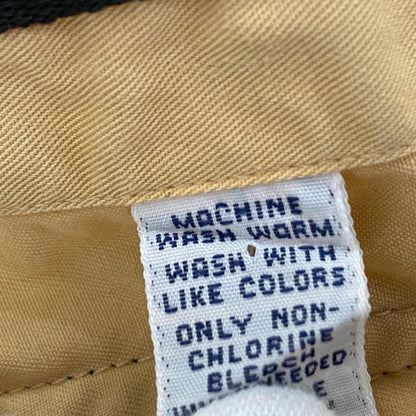 MACHINE
WASH WARM
WASH WITH
LIKE COLORS
ONLY NON-
CHLORINE
BLEACH
WHEN NEEDED